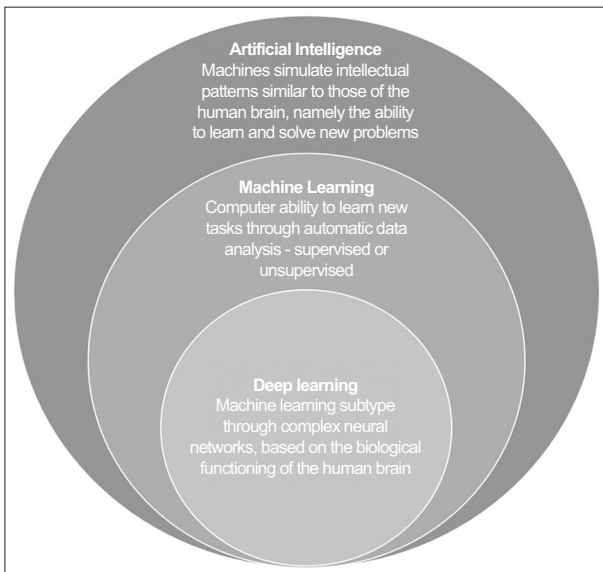 Artificial Intelligence
Machines simulate intellectual
patterns similar to those of the
human brain, namely the ability
to learn and solve new problems
Machine Learning
Computer ability to learn new
tasks through automatic data
analysis - supervised or
unsupervised
Deep learning
Machine learning subtype
through complex neural
networks, based on the biological
functioning of the human brain